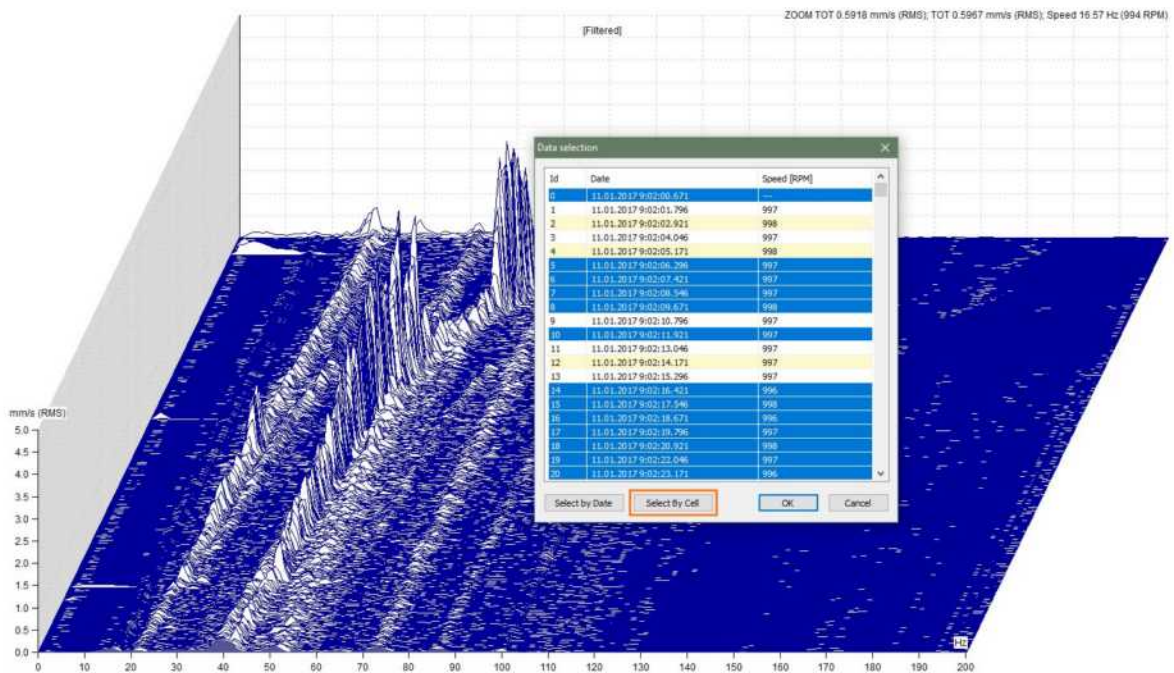 ZOOM TOT 0.5918 mm/s (RMS); TOT 0.5967 mm/s (RMS); Speed 16.57 Hz (994 RPM)
[Filtered]
Data selection
Id Date Speed [RPM]
0 11.01.2017 9:02:00.671 ---
1 11.01.2017 9:02:01.796 997
2 11.01.2017 9:02:02.921 998
3 11.01.2017 9:02:04.046 997
4 11.01.2017 9:02:05.171 998
5 11.01.2017 9:02:06.296 997
6 11.01.2017 9:02:07.421 997
7 11.01.2017 9:02:08.546 997
8 11.01.2017 9:02:09.671 998
9 11.01.2017 9:02:10.796 997
10 11.01.2017 9:02:11.921 997
11 11.01.2017 9:02:13.046 997
12 11.01.2017 9:02:14.171 997
13 11.01.2017 9:02:15.296 997
14 11.01.2017 9:02:16.421 996
15 11.01.2017 9:02:17.546 998
16 11.01.2017 9:02:18.671 996
17 11.01.2017 9:02:19.796 997
18 11.01.2017 9:02:20.921 998
19 11.01.2017 9:02:22.046 997
20 11.01.2017 9:02:23.171 996
Select by Date Select By Cell OK Cancel
mm/s (RMS)
5.0
4.5
4.0
3.5
3.0
2.5
2.0
1.5
1.0
0.5
0.0
Hz
0 10 20 30 40 50 60 70 80 90 100 110 120 130 140 150 160 170 180 190 200